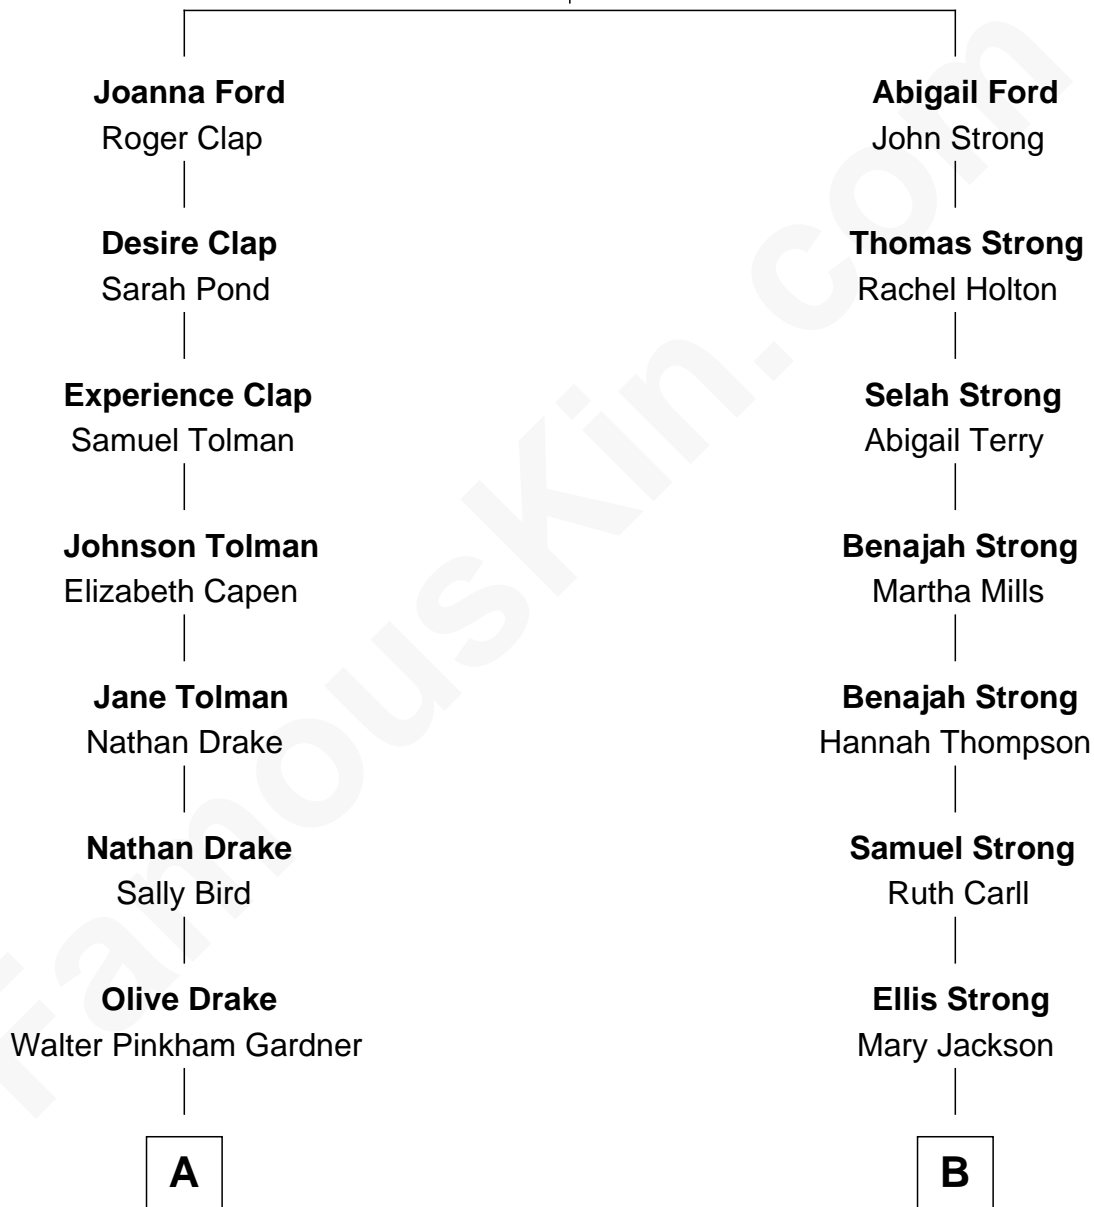 Joanna Ford
Roger Clap
Desire Clap
Sarah Pond
Experience Clap
Samuel Tolman
Johnson Tolman
Elizabeth Capen
Jane Tolman
Nathan Drake
Nathan Drake
Sally Bird
Olive Drake
Walter Pinkham Gardner
A
Abigail Ford
John Strong
Thomas Strong
Rachel Holton
Selah Strong
Abigail Terry
Benajah Strong
Martha Mills
Benajah Strong
Hannah Thompson
Samuel Strong
Ruth Carll
Ellis Strong
Mary Jackson
B
FamousKin.com